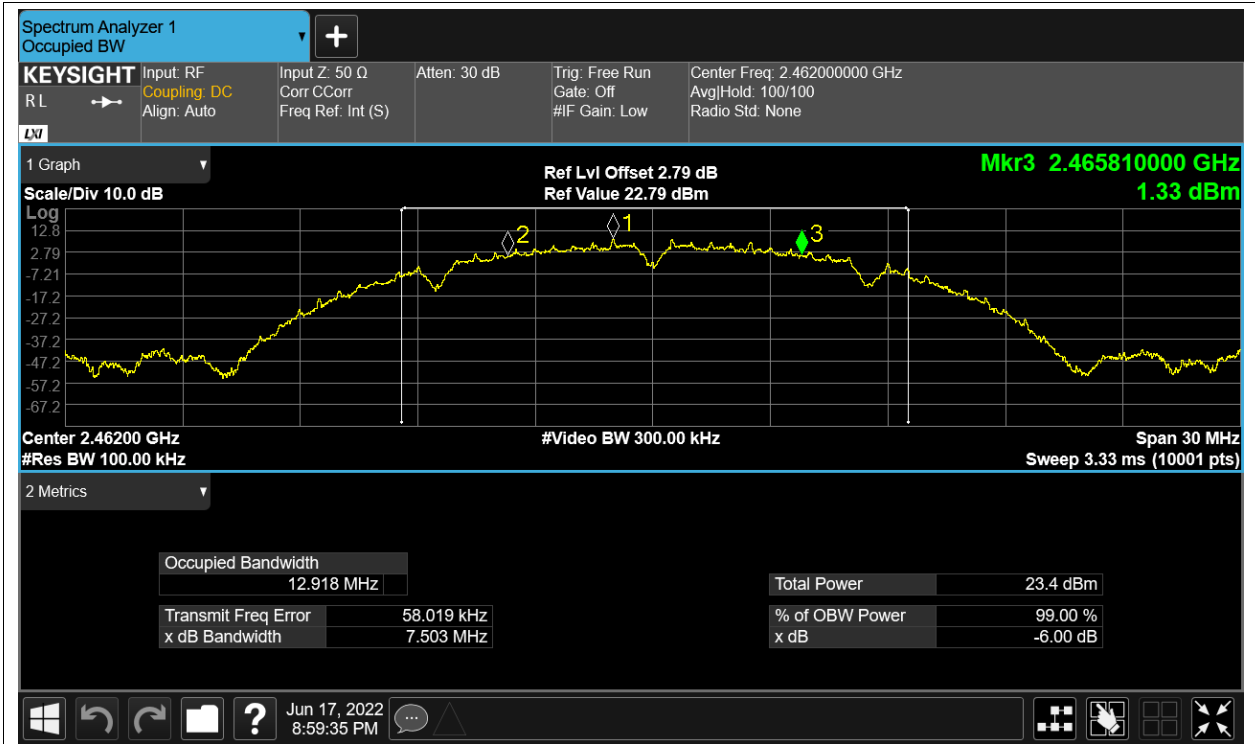 Spectrum Analyzer 1
Occupied BW
KEYSIGHT
R L
LXI
Input: RF
Coupling: DC
Align: Auto
Input Z: 50 Ω
Corr CCorr
Freq Ref: Int (S)
Atten: 30 dB
Trig: Free Run
Gate: Off
#IF Gain: Low
Center Freq: 2.462000000 GHz
Avg|Hold: 100/100
Radio Std: None
1 Graph
Scale/Div 10.0 dB
Ref Lvl Offset 2.79 dB
Ref Value 22.79 dBm
Mkr3 2.465810000 GHz
1.33 dBm
Log
12.8
2.79
-7.21
-17.2
-27.2
-37.2
-47.2
-57.2
-67.2
2
1
3
Center 2.46200 GHz
#Res BW 100.00 kHz
#Video BW 300.00 kHz
Span 30 MHz
Sweep 3.33 ms (10001 pts)
2 Metrics
Occupied Bandwidth
12.918 MHz
Transmit Freq Error 58.019 kHz
x dB Bandwidth 7.503 MHz
Total Power 23.4 dBm
% of OBW Power 99.00 %
x dB -6.00 dB
?
Jun 17, 2022
8:59:35 PM